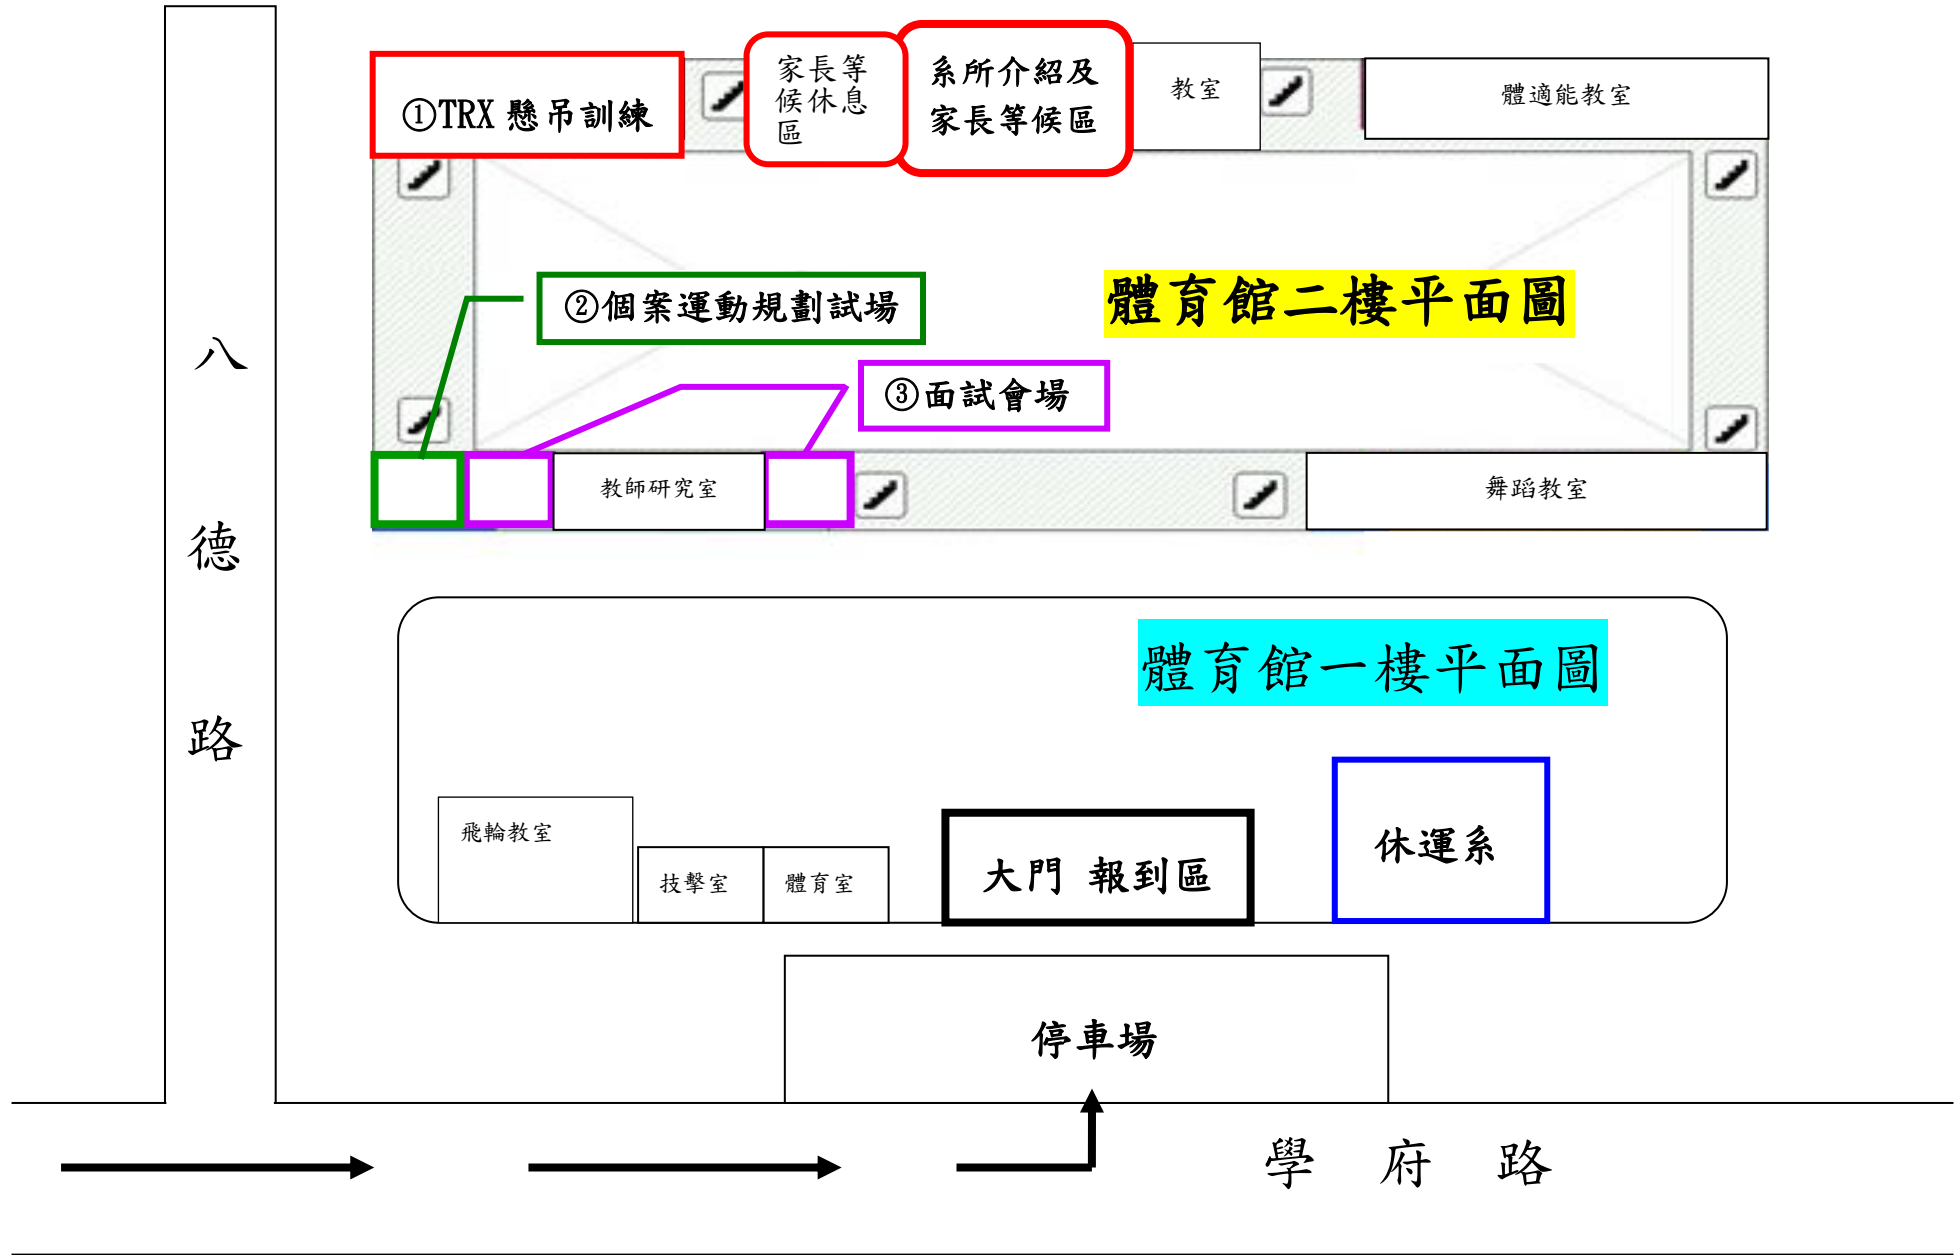 ①TRX 懸吊訓練
家長等
候休息
區
系所介紹及
家長等候區
教室
體適能教室
②個案運動規劃試場
體育館二樓平面圖
③面試會場
教師研究室
舞蹈教室
八
德
路
體育館一樓平面圖
飛輪教室
技擊室
體育室
大門 報到區
休運系
停車場
學 府 路